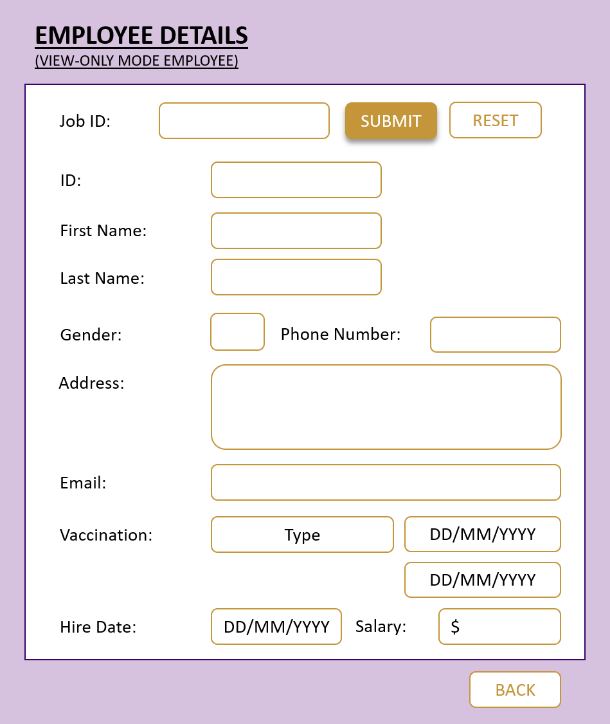 EMPLOYEE DETAILS
(VIEW-ONLY MODE EMPLOYEE)
Job ID: SUBMIT RESET
ID:
First Name:
Last Name:
Gender: Phone Number:
Address:
Email:
Vaccination: Type DD/MM/YYYY
DD/MM/YYYY
Hire Date: DD/MM/YYYY Salary: $
BACK